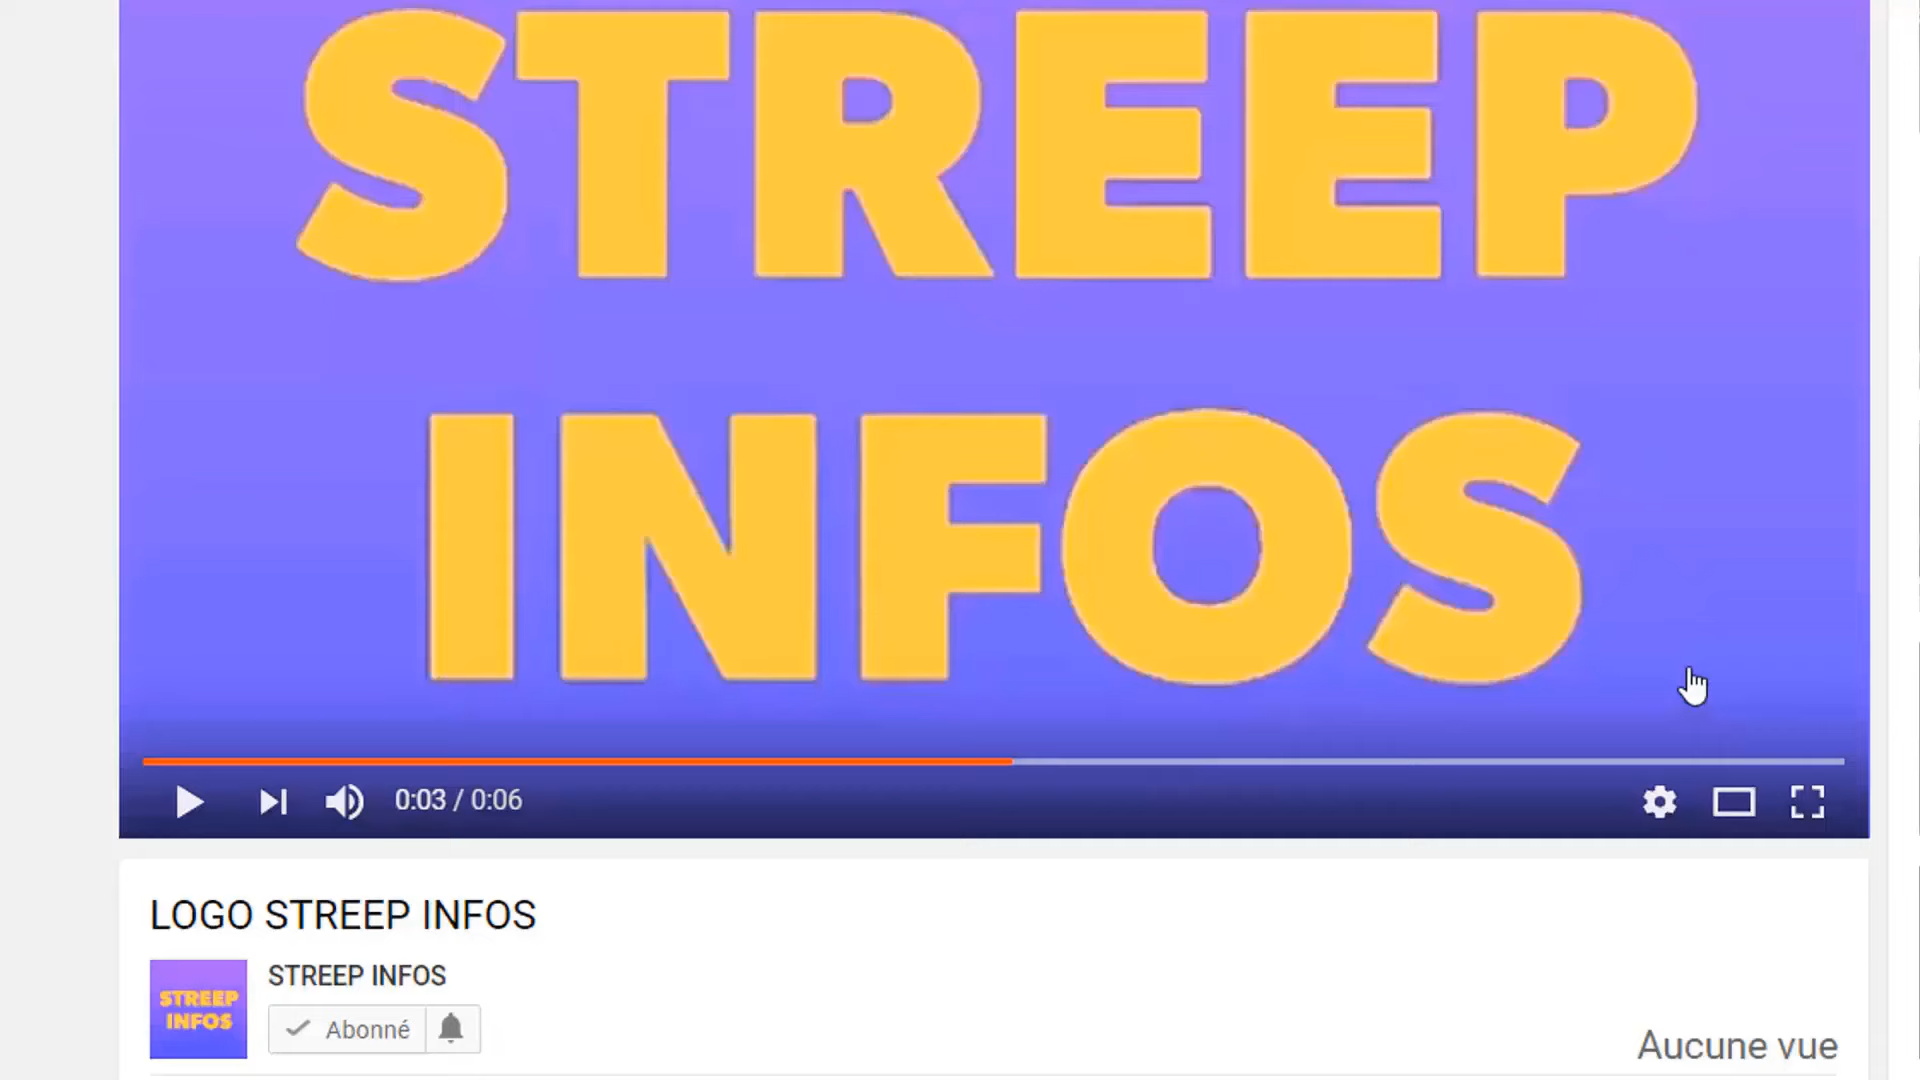 STREEP
INFOS
0:03 / 0:06
LOGO STREEP INFOS
STREEP INFOS
STREEP
INFOS
Abonné
Aucune vue